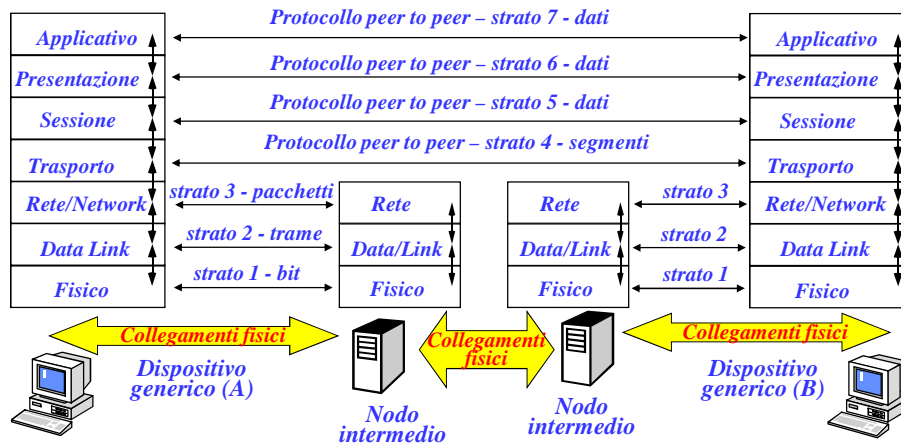 Protocollo peer to peer – strato 7 - dati
Applicativo
Applicativo
Protocollo peer to peer – strato 6 - dati
Presentazione
Presentazione
Protocollo peer to peer – strato 5 - dati
Sessione
Sessione
Protocollo peer to peer – strato 4 - segmenti
Trasporto
Trasporto
strato 3 - pacchetti
strato 3
Rete/Network
Rete
Rete
Rete/Network
strato 2 - trame
strato 2
Data Link
Data/Link
Data/Link
Data Link
strato 1 - bit
strato 1
Fisico
Fisico
Fisico
Fisico
Collegamenti fisici
Collegamenti
fisici
Collegamenti fisici
Dispositivo
generico (A)
Nodo
intermedio
Nodo
intermedio
Dispositivo
generico (B)